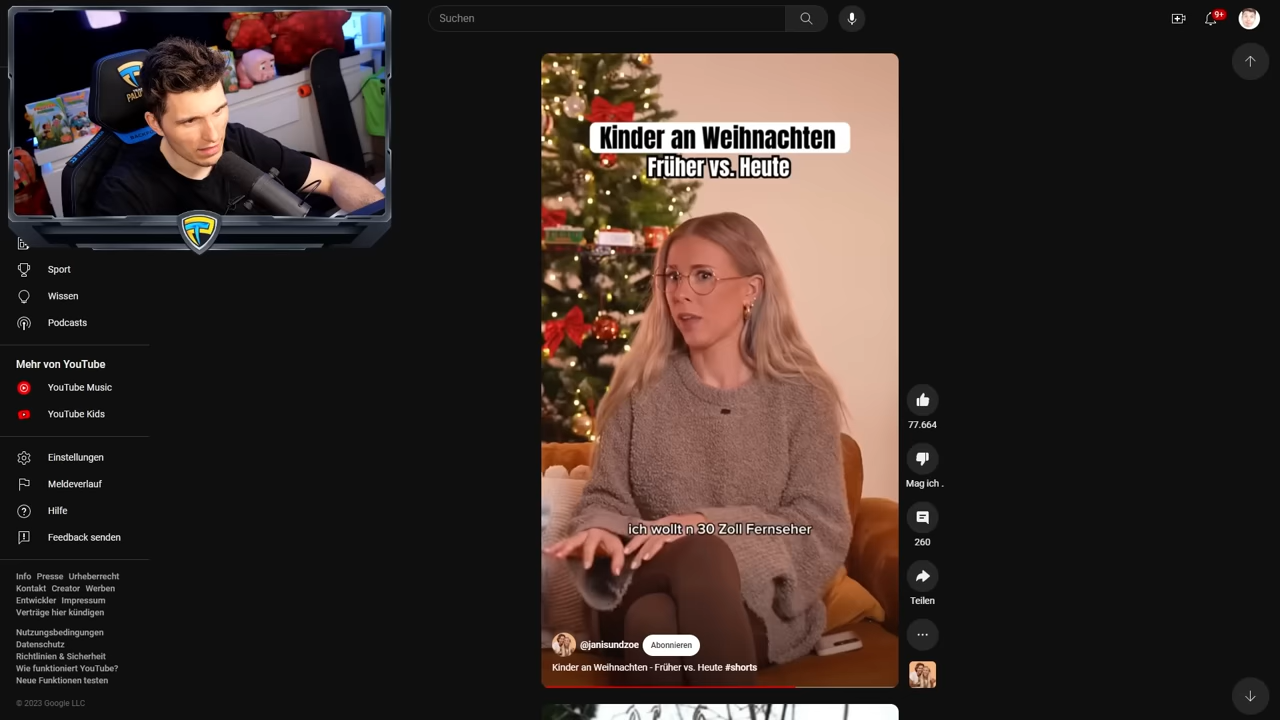 Suchen
9+
Kinder an Weihnachten
Früher vs. Heute
Sport
Wissen
Podcasts
Mehr von YouTube
YouTube Music
YouTube Kids
Einstellungen
Meldeverlauf
Hilfe
Feedback senden
Info Presse Urheberrecht
Kontakt Creator Werben
Entwickler Impressum
Verträge hier kündigen
Nutzungsbedingungen
Datenschutz
Richtlinien & Sicherheit
Wie funktioniert YouTube?
Neue Funktionen testen
© 2023 Google LLC
ich wollt n 30 Zoll Fernseher
@janisundzoe Abonnieren
Kinder an Weihnachten - Früher vs. Heute #shorts
77.664
Mag ich .
260
Teilen